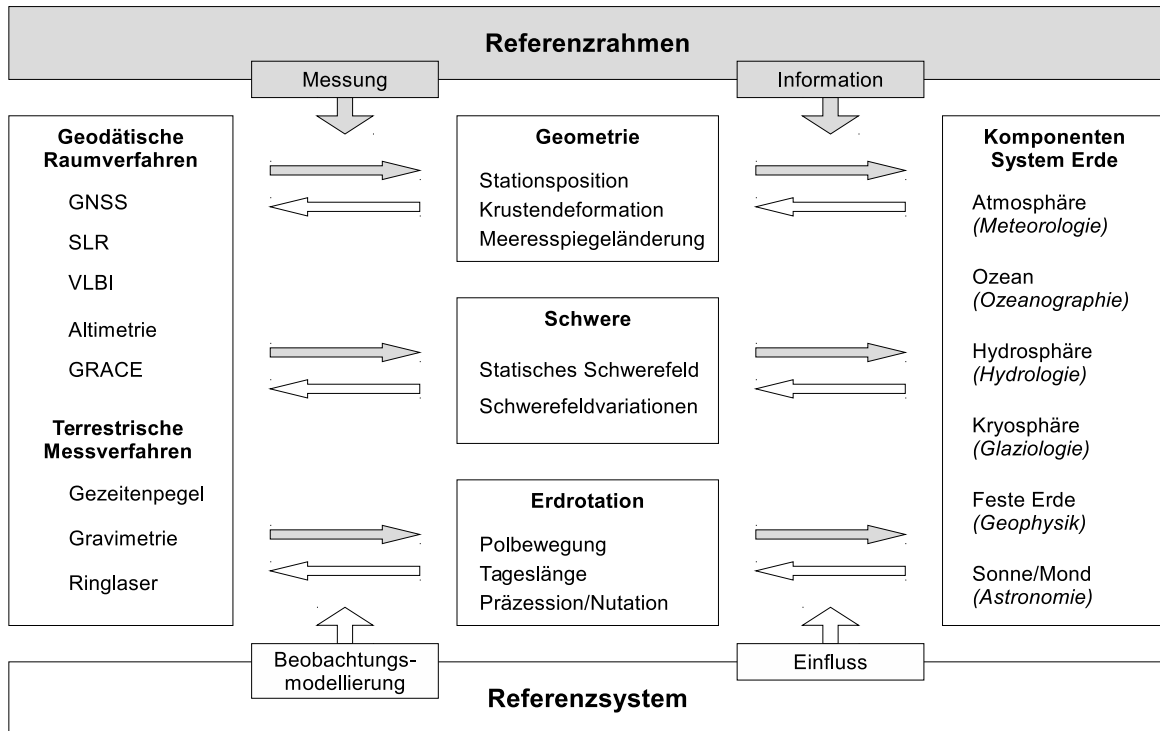 Referenzrahmen
Messung
Information
Geodätische
Raumverfahren
GNSS
SLR
VLBI
Altimetrie
GRACE
Terrestrische
Messverfahren
Gezeitenpegel
Gravimetrie
Ringlaser
Geometrie
Stationsposition
Krustendeformation
Meeresspiegeländerung
Schwere
Statisches Schwerefeld
Schwerefeldvariationen
Erdrotation
Polbewegung
Tageslänge
Präzession/Nutation
Komponenten
System Erde
Atmosphäre
(Meteorologie)
Ozean
(Ozeanographie)
Hydrosphäre
(Hydrologie)
Kryosphäre
(Glaziologie)
Feste Erde
(Geophysik)
Sonne/Mond
(Astronomie)
Beobachtungs-
modellierung
Einfluss
Referenzsystem